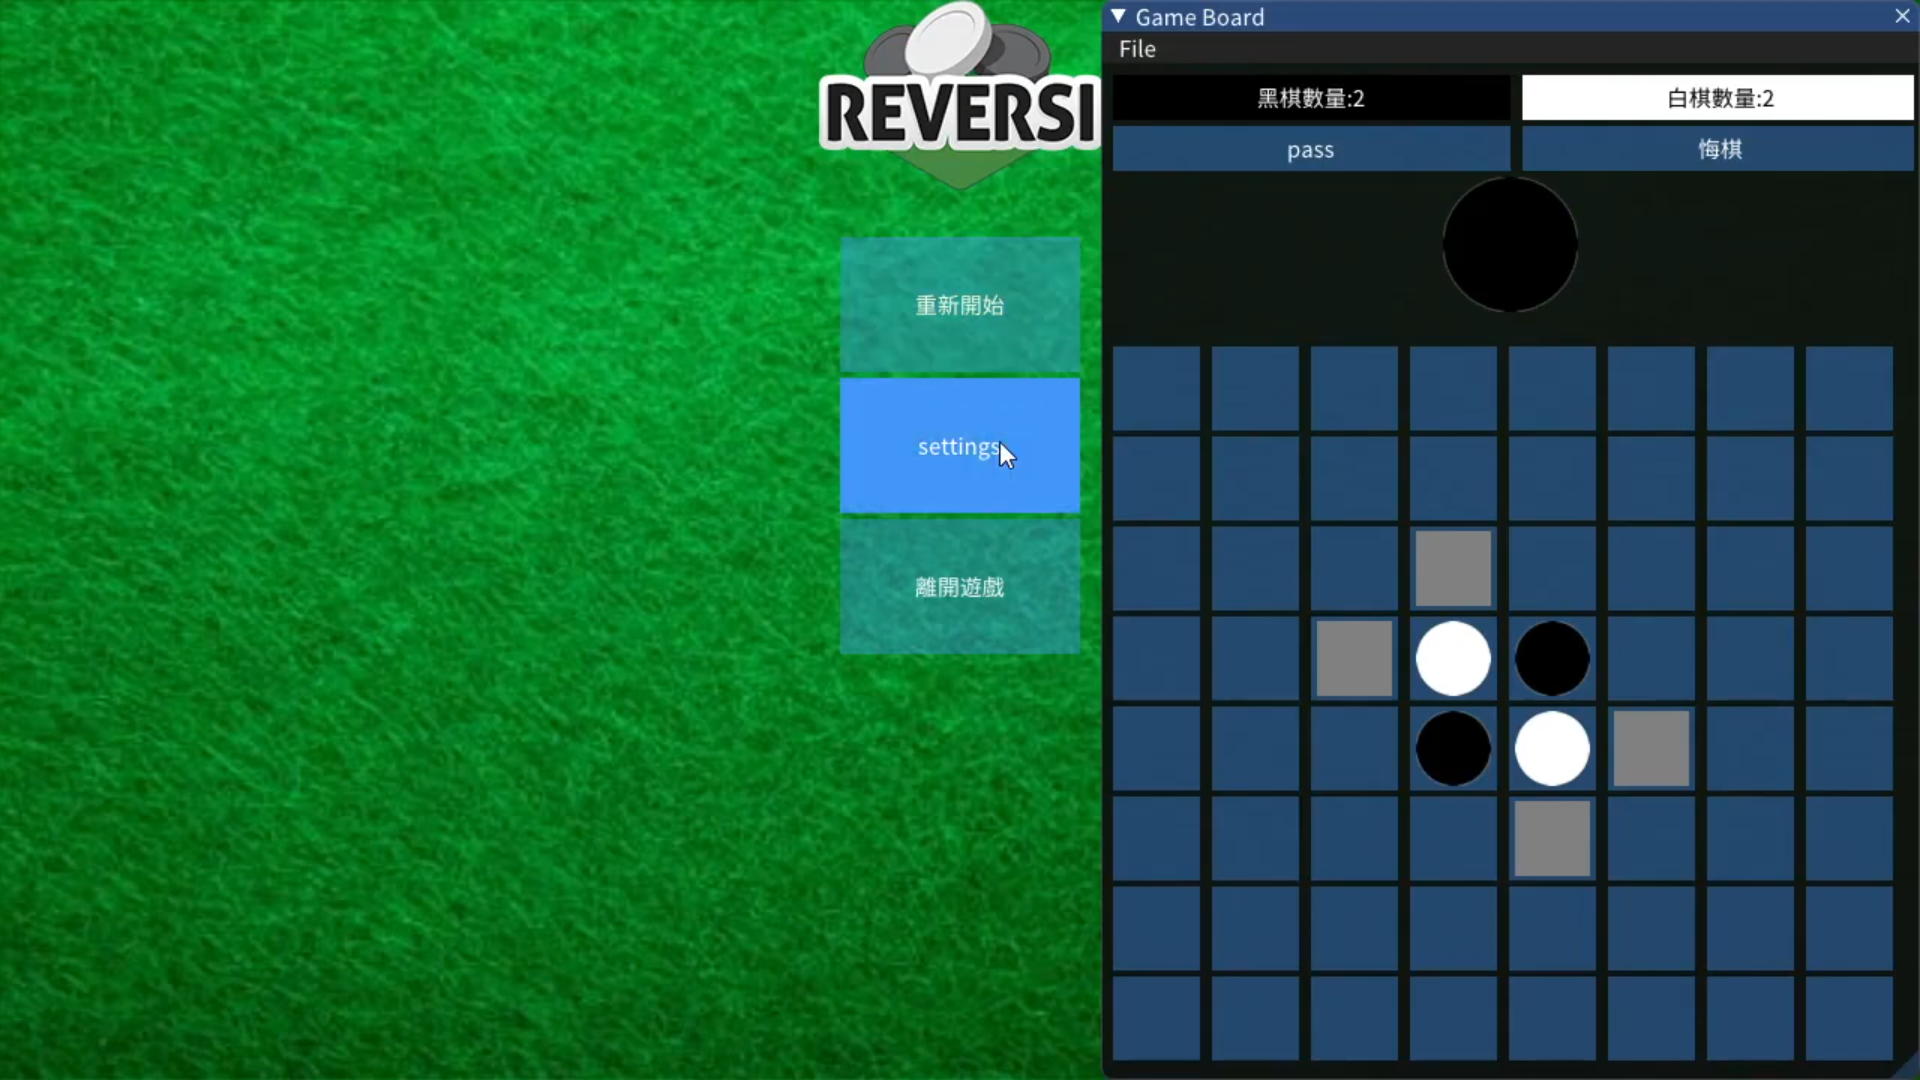 REVERSI
重新開始
settings
離開遊戲
Game Board
File
黑棋數量:2
白棋數量:2
pass
悔棋